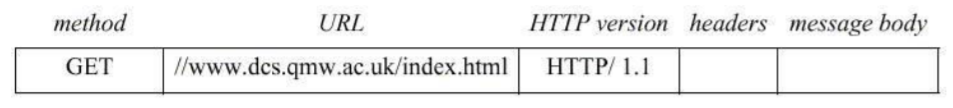 method URL HTTP version headers message body
GET //www.dcs.qmw.ac.uk/index.html HTTP/ 1.1